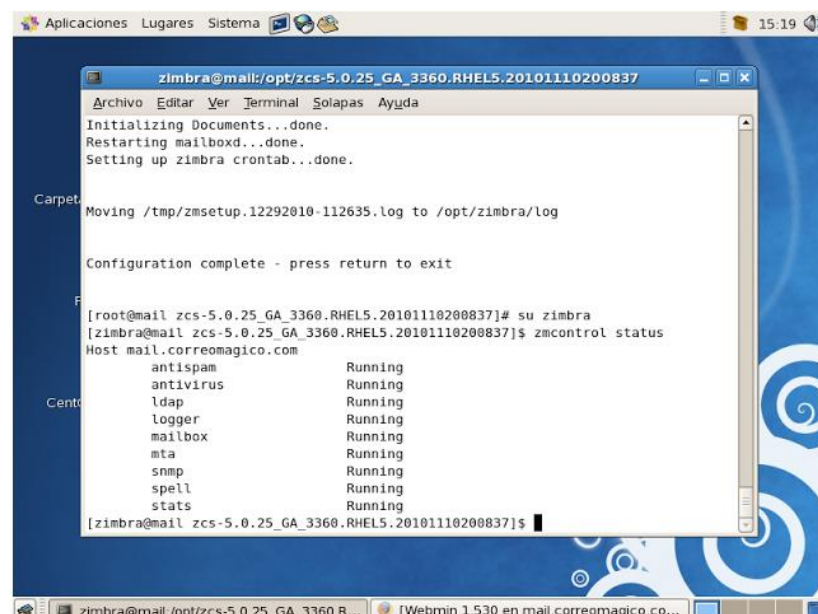 Aplicaciones Lugares Sistema 15:19
zimbra@mail:/opt/zcs-5.0.25_GA_3360.RHEL5.20101110200837
Archivo Editar Ver Terminal Solapas Ayuda
Initializing Documents...done.
Restarting mailboxd...done.
Setting up zimbra crontab...done.
Moving /tmp/zmsetup.12292010-112635.log to /opt/zimbra/log
Configuration complete - press return to exit
[root@mail zcs-5.0.25_GA_3360.RHEL5.20101110200837]# su zimbra
[zimbra@mail zcs-5.0.25_GA_3360.RHEL5.20101110200837]$ zmcontrol status
Host mail.correomagico.com
antispam Running
antivirus Running
ldap Running
logger Running
mailbox Running
mta Running
snmp Running
spell Running
stats Running
[zimbra@mail zcs-5.0.25_GA_3360.RHEL5.20101110200837]$
Carpet
Cent
zimbra@mail:/opt/zcs-5.0.25_GA_3360.R... [Webmin 1.530 en mail.correomagico.co...